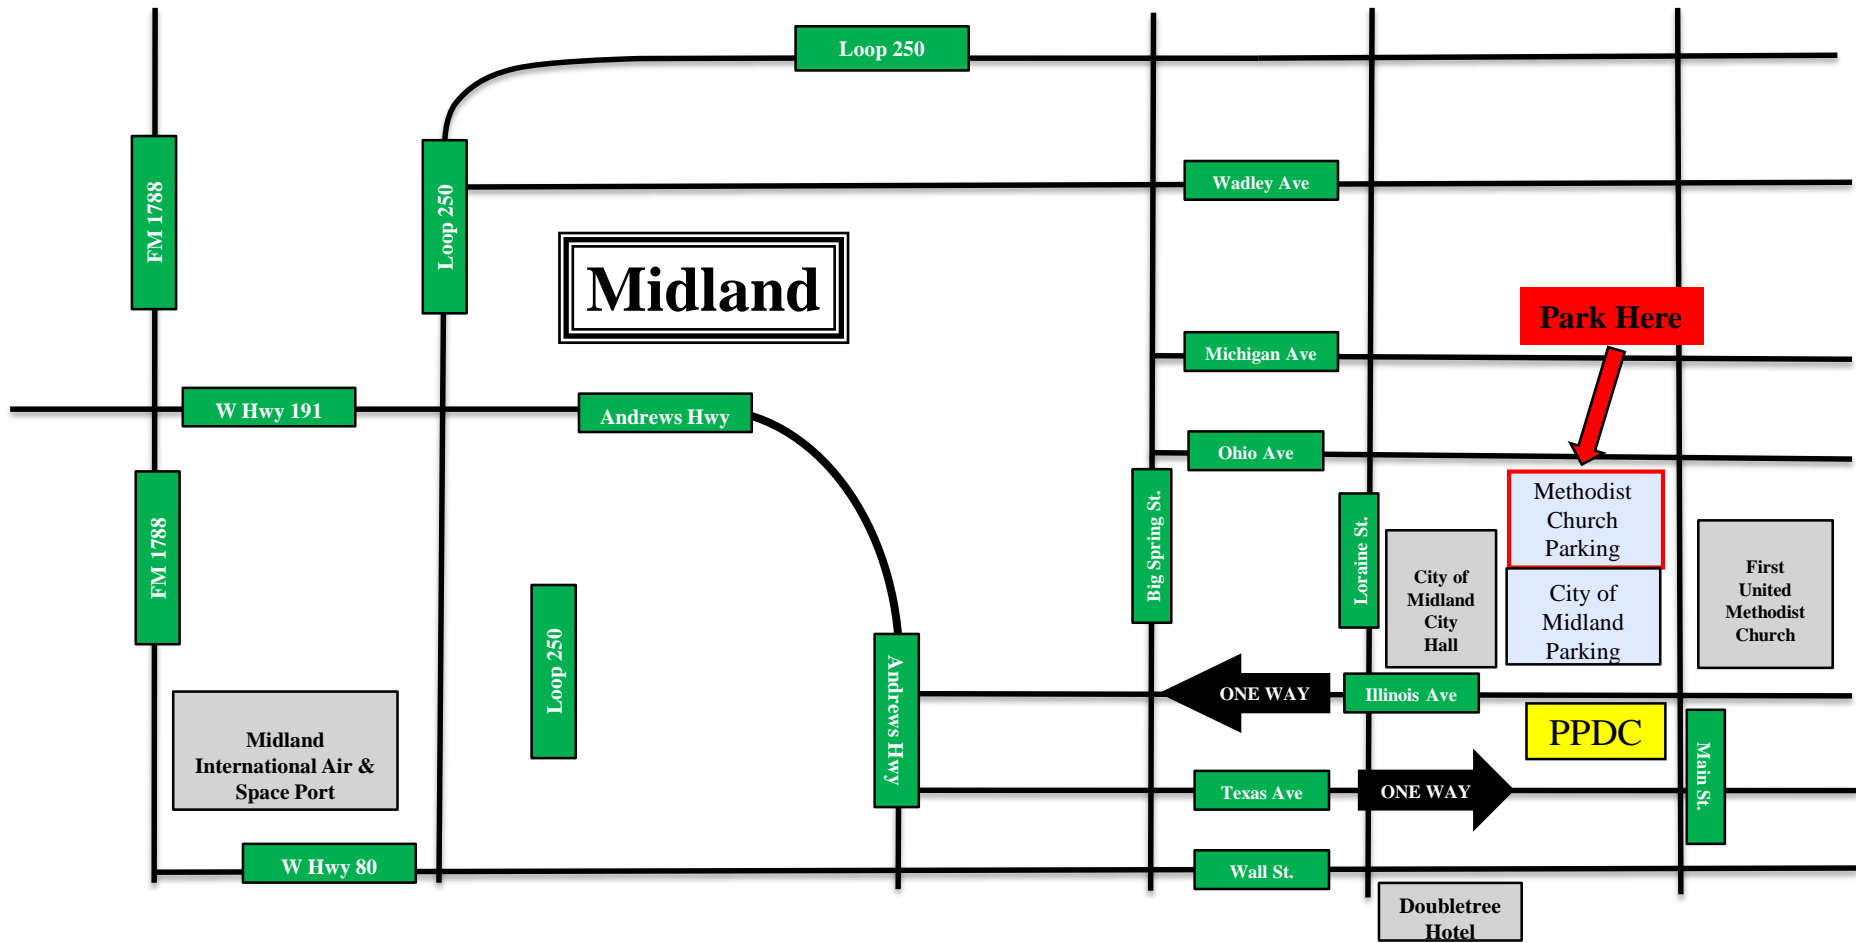 Loop 250
FM 1788
Loop 250
Wadley Ave
Midland
Park Here
Michigan Ave
W Hwy 191
Andrews Hwy
Ohio Ave
FM 1788
Big Spring St.
Loraine St.
Methodist
Church
Parking
City of
Midland
City
Hall
City of
Midland
Parking
First
United
Methodist
Church
Loop 250
Andrews Hwy
ONE WAY
Illinois Ave
PPDC
Midland
International Air &
Space Port
Texas Ave
ONE WAY
Main St.
W Hwy 80
Wall St.
Doubletree
Hotel